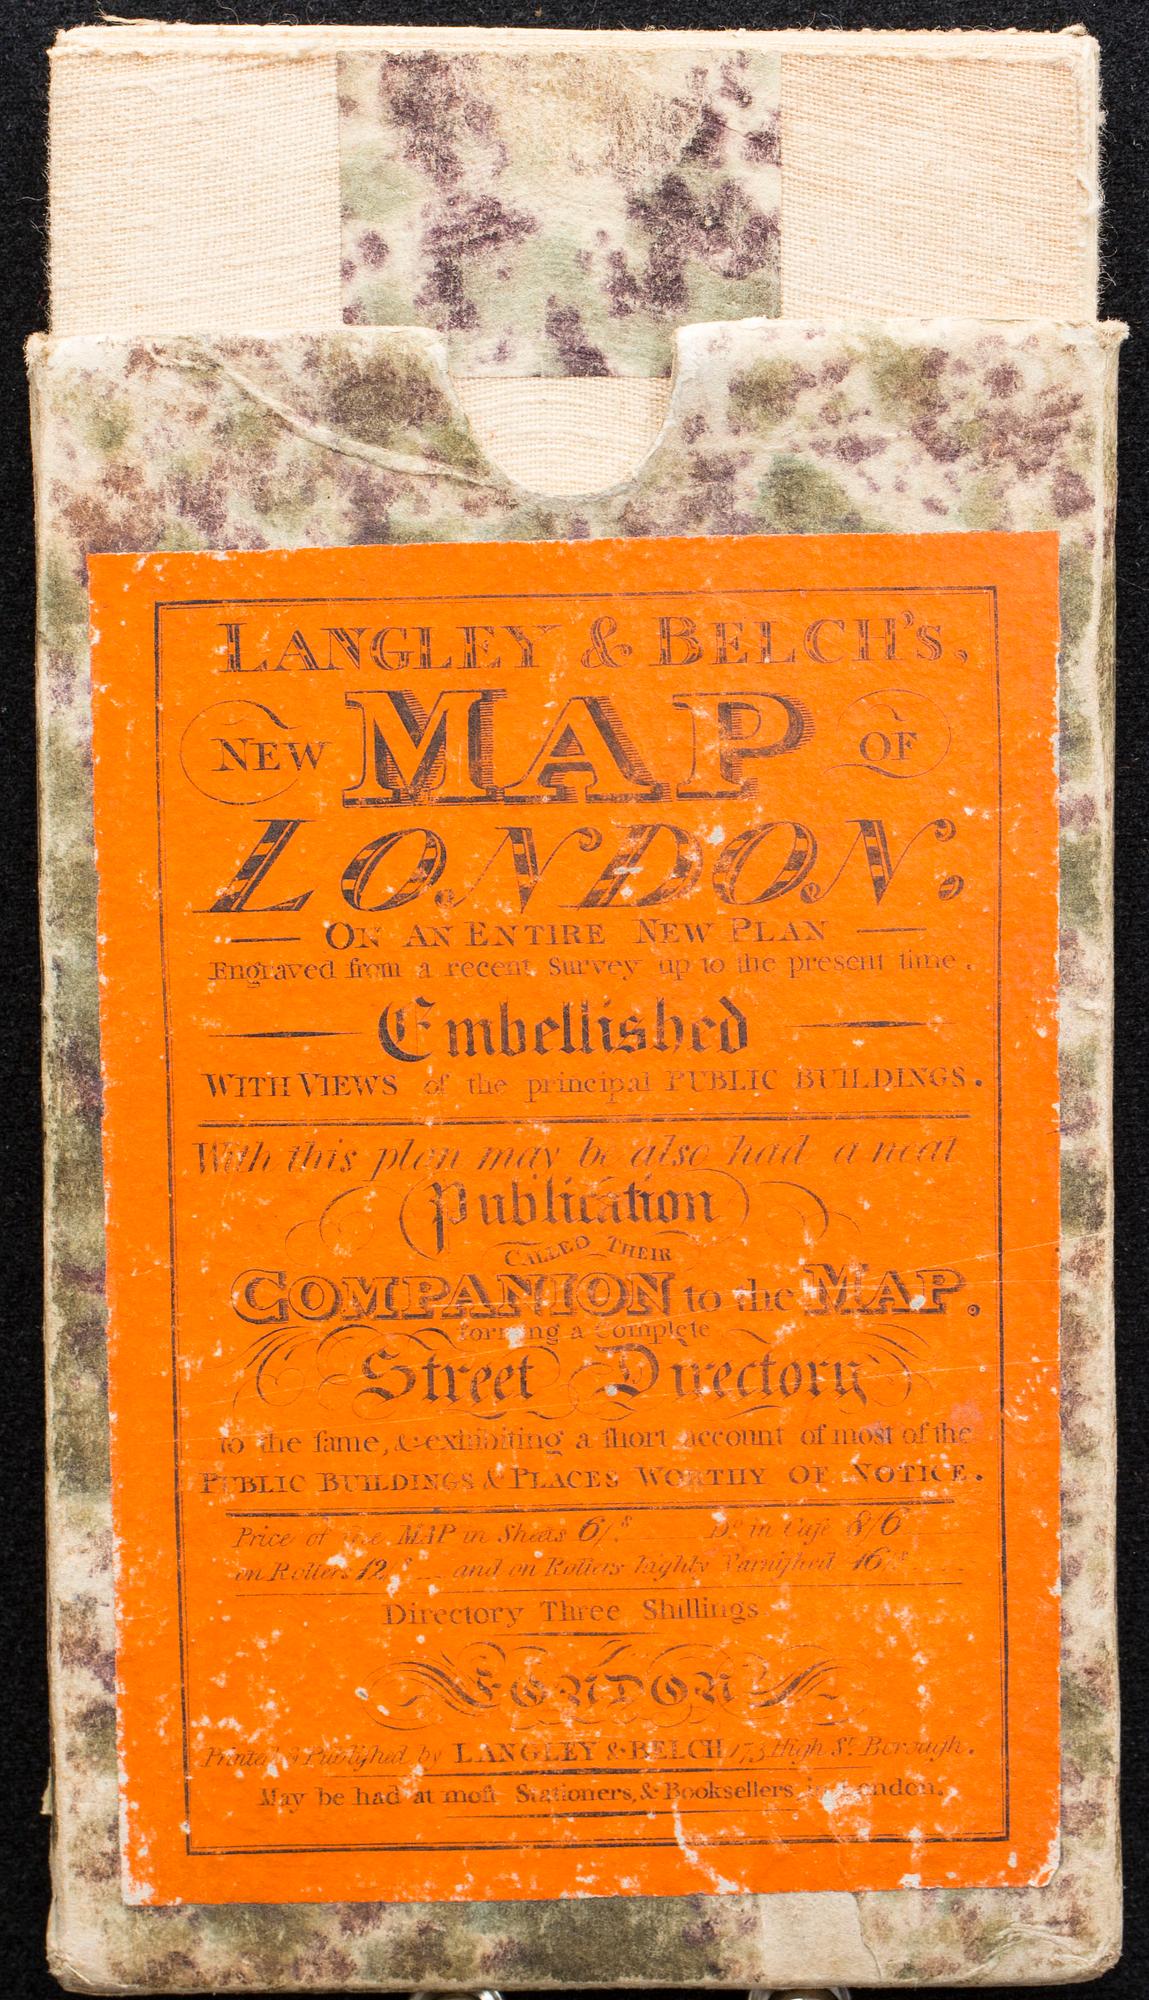 LANGLEY & BELCH's,
NEW MAP OF
LONDON:
ON AN ENTIRE NEW PLAN
Engraved from a recent Survey up to the present time.
Embellished
WITH VIEWS of the principal PUBLIC BUILDINGS.
With this plan may be also had a neat
Publication
CALLED THEIR
COMPANION to the MAP.
forming a Complete
Street Directory
to the same, & exhibiting a short account of most of the
PUBLIC BUILDINGS & PLACES WORTHY OF NOTICE.
Price of the MAP in Sheets 6/s Do in Case 8/6
on Rollers 12/s and on Rollers highly Varnished 16/s
Directory Three Shillings
LONDON
Printed & Published by LANGLEY & BELCH 173 High St. Borough.
May be had at most Stationers, & Booksellers, in London.